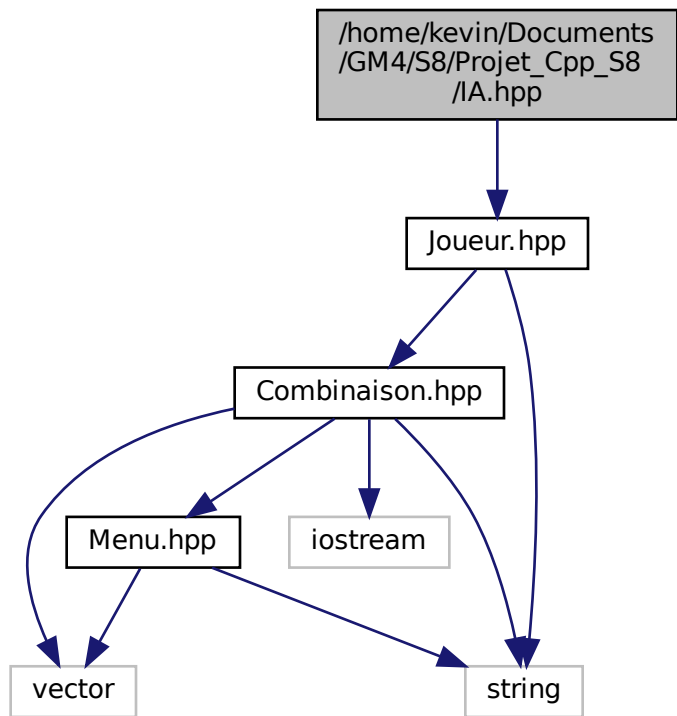 /home/kevin/Documents
/GM4/S8/Projet_Cpp_S8
/IA.hpp
Joueur.hpp
Combinaison.hpp
Menu.hpp
iostream
vector
string